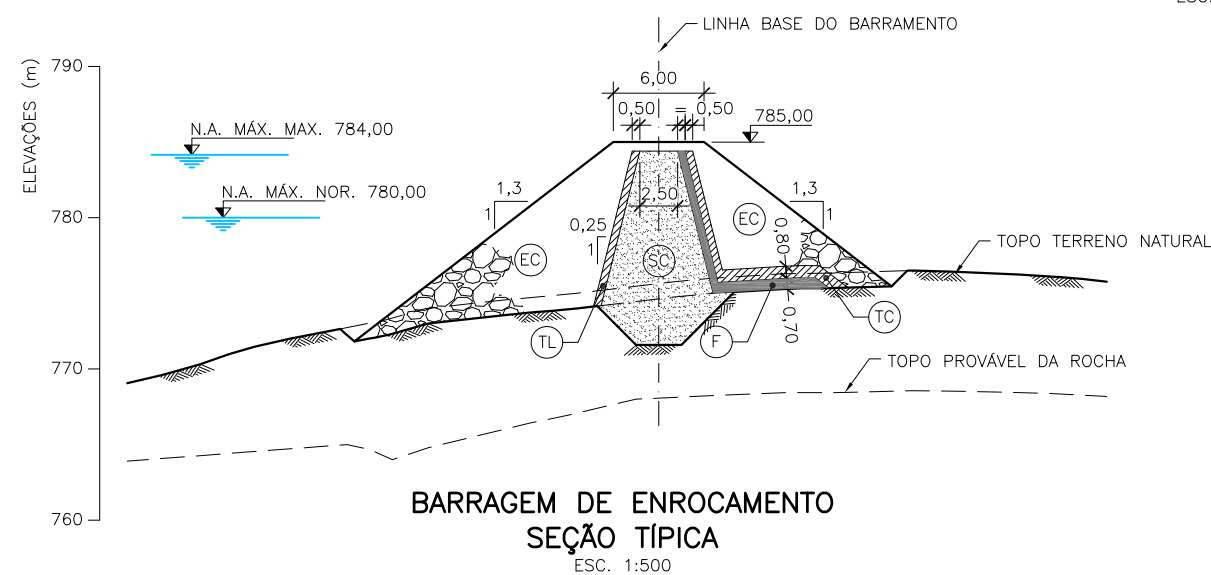 LINHA BASE DO BARRAMENTO
ELEVAÇÕES (m)
790
6,00
0,50
= 0,50
785,00
N.A. MÁX. MAX. 784,00
N.A. MÁX. NOR. 780,00
1,3
1
2,50
1,3
1
780
EC
0,25
1
SC
EC
0,80
TOPO TERRENO NATURAL
TL
F
0,70
TC
770
TOPO PROVÁVEL DA ROCHA
760
BARRAGEM DE ENROCAMENTO
SEÇÃO TÍPICA
ESC. 1:500